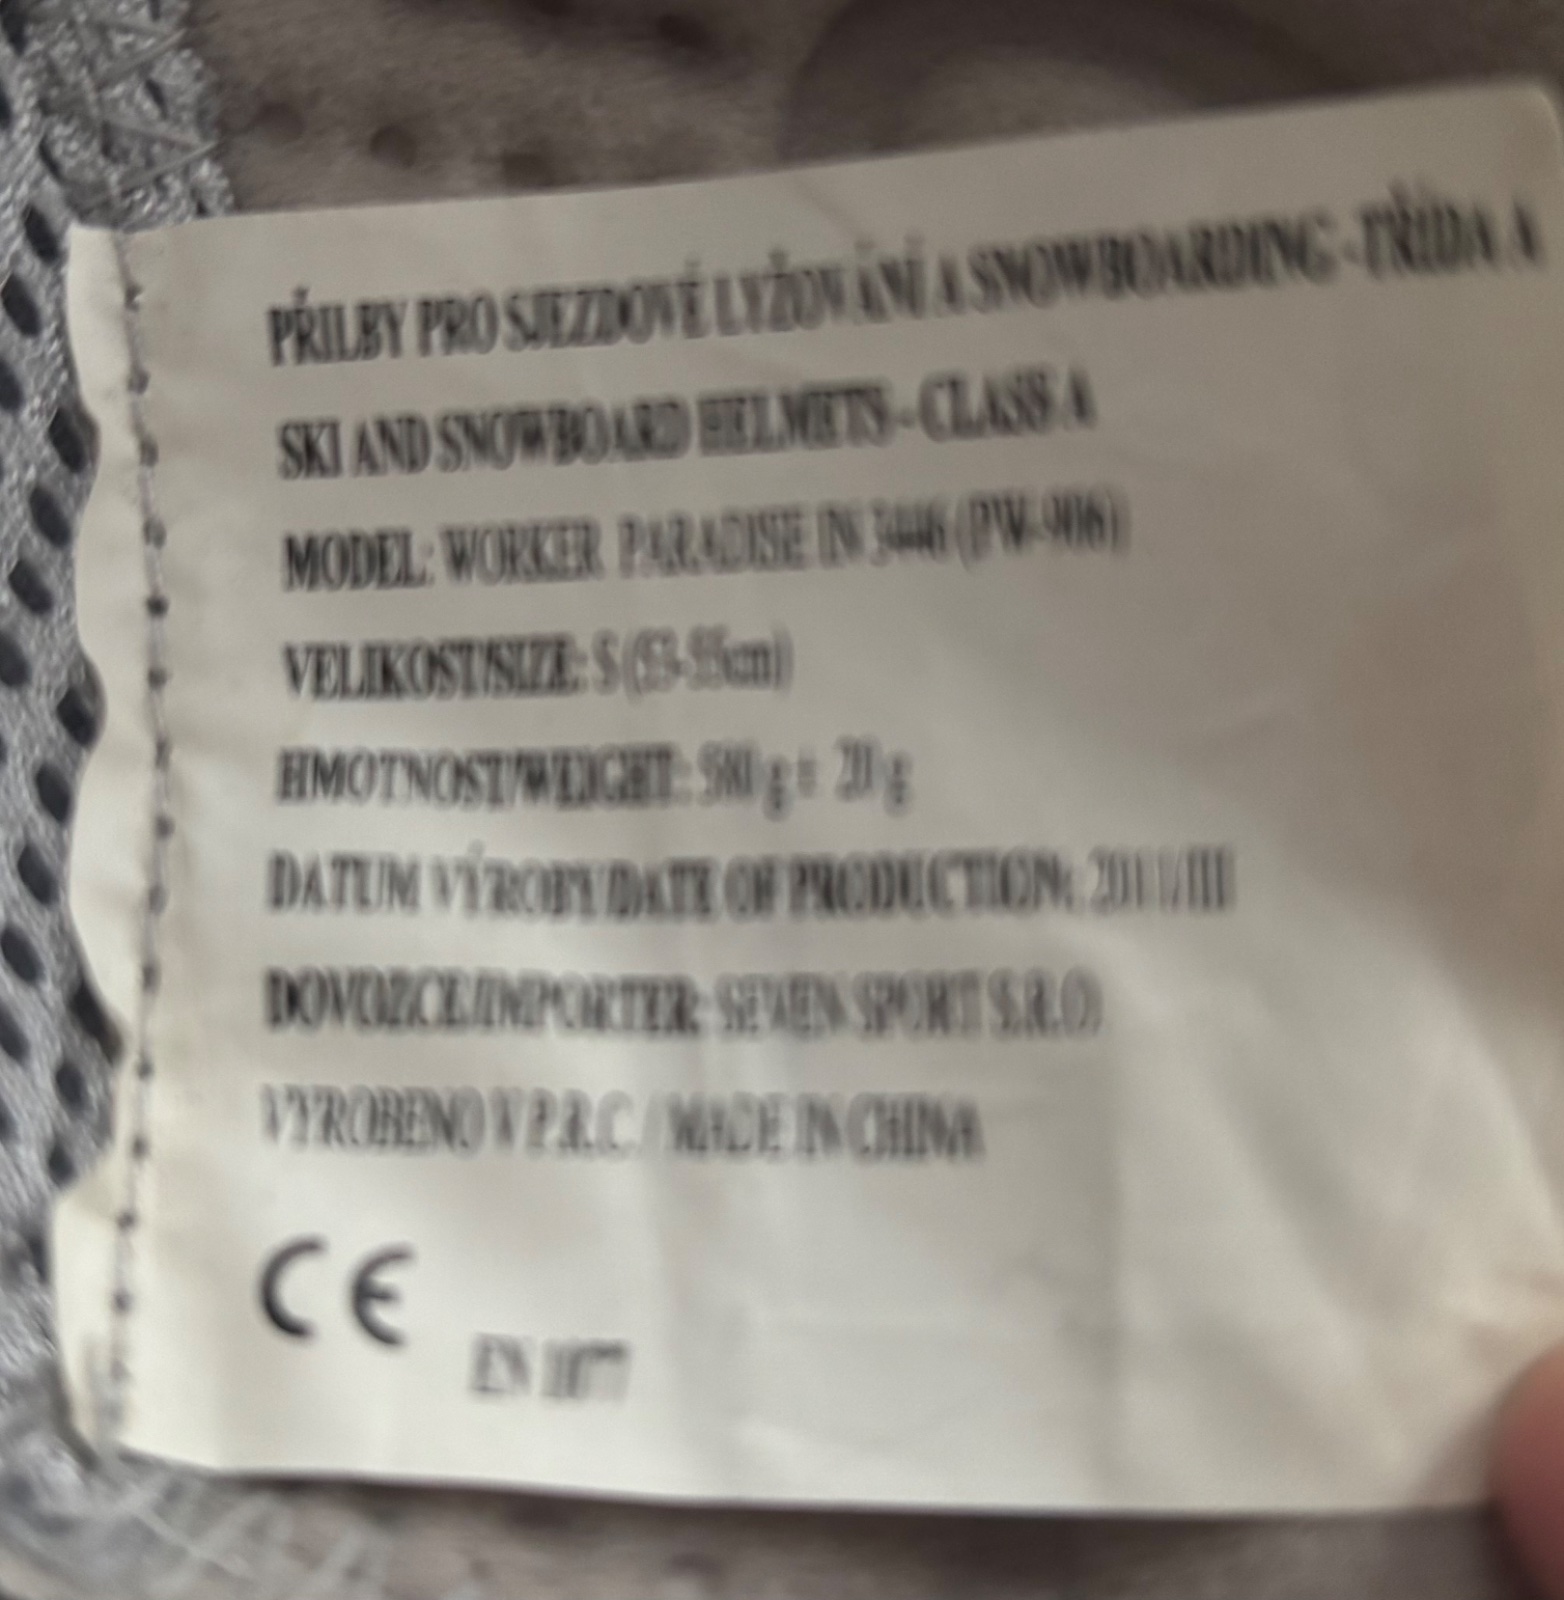 PŘILBY PRO SJEZDOVÉ LYŽOVÁNÍ A SNOWBOARDING -TŘÍDA A
SKI AND SNOWBOARD HELMETS - CLASS A
MODEL: WORKER PARADISE IN 3446 (PW-906)
VELIKOST/SIZE: S (53-55cm)
HMOTNOST/WEIGHT: 580 g ± 20 g
DATUM VÝROBY/DATE OF PRODUCTION: 2011/III
DOVOZCE/IMPORTER: SEVEN SPORT S.R.O.
VYROBENO V P.R.C. / MADE IN CHINA
CE
EN 1077